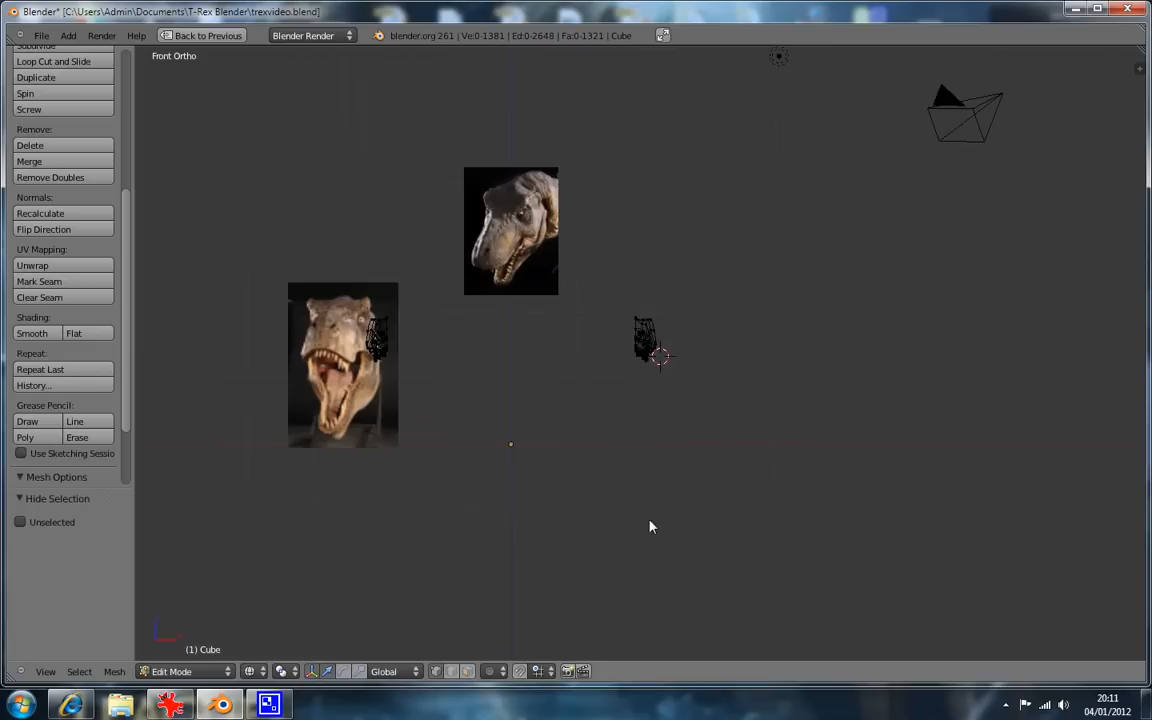 Blender* [C:\Users\Admin\Documents\T-Rex Blender\trexvideo.blend]
File Add Render Help Back to Previous Blender Render blender.org 261 | Ve:0-1381 | Ed:0-2648 | Fa:0-1321 | Cube
Subdivide
Loop Cut and Slide
Duplicate
Spin
Screw
Remove:
Delete
Merge
Remove Doubles
Normals:
Recalculate
Flip Direction
UV Mapping:
Unwrap
Mark Seam
Clear Seam
Shading:
Smooth Flat
Repeat:
Repeat Last
History...
Grease Pencil:
Draw Line
Poly Erase
Use Sketching Sessio
Mesh Options
Hide Selection
Unselected
Front Ortho
(1) Cube
View Select Mesh Edit Mode Global
20:11
04/01/2012